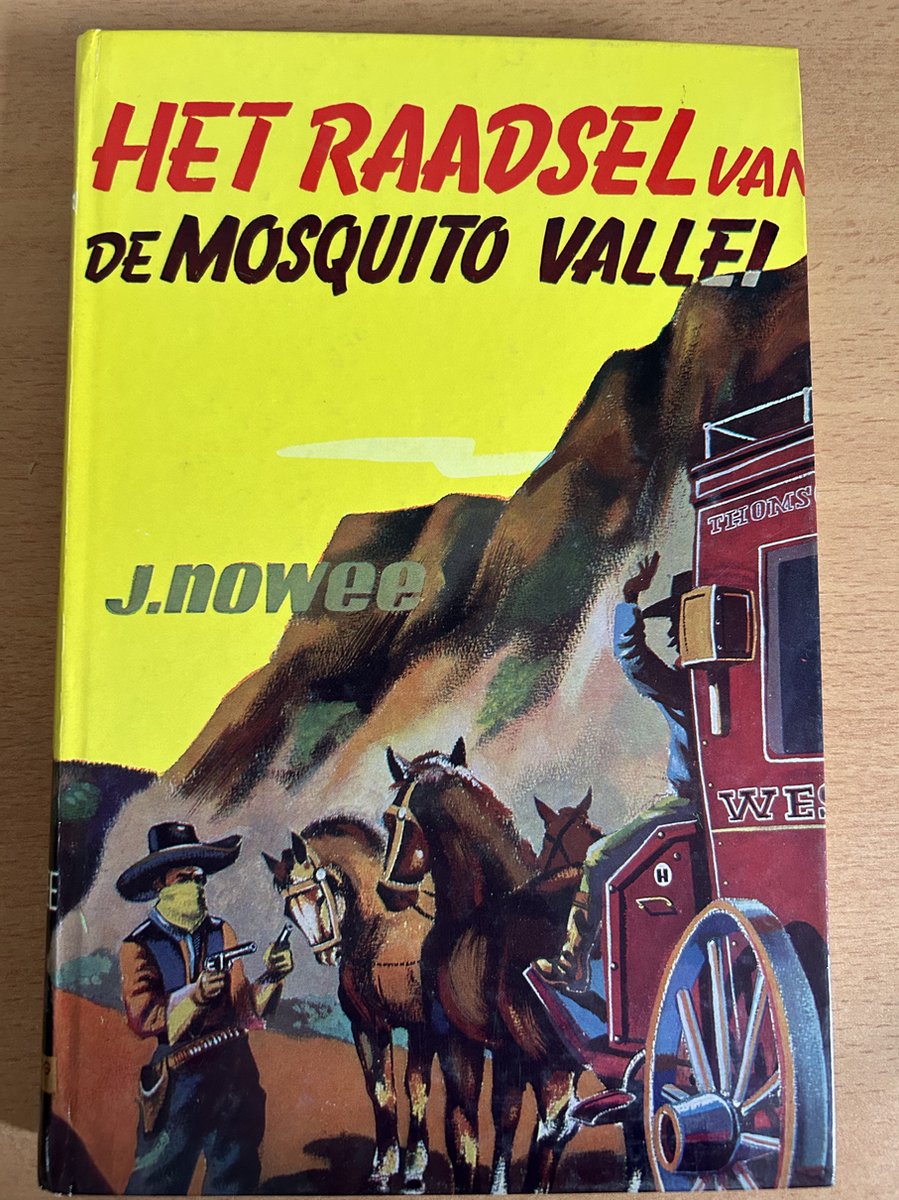 HET RAADSEL VAN
DE MOSQUITO VALLEI
J. nowee
THOMS
H
WES